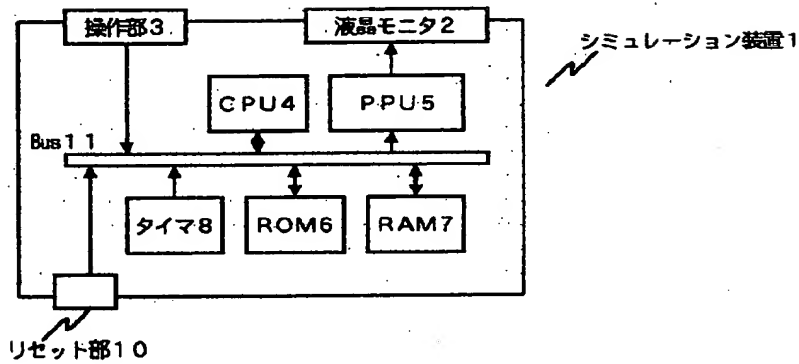 操作部3
液晶モニタ2
シミュレーション装置1
CPU4
PPU5
Bus11
タイマ8
ROM6
RAM7
リセット部10